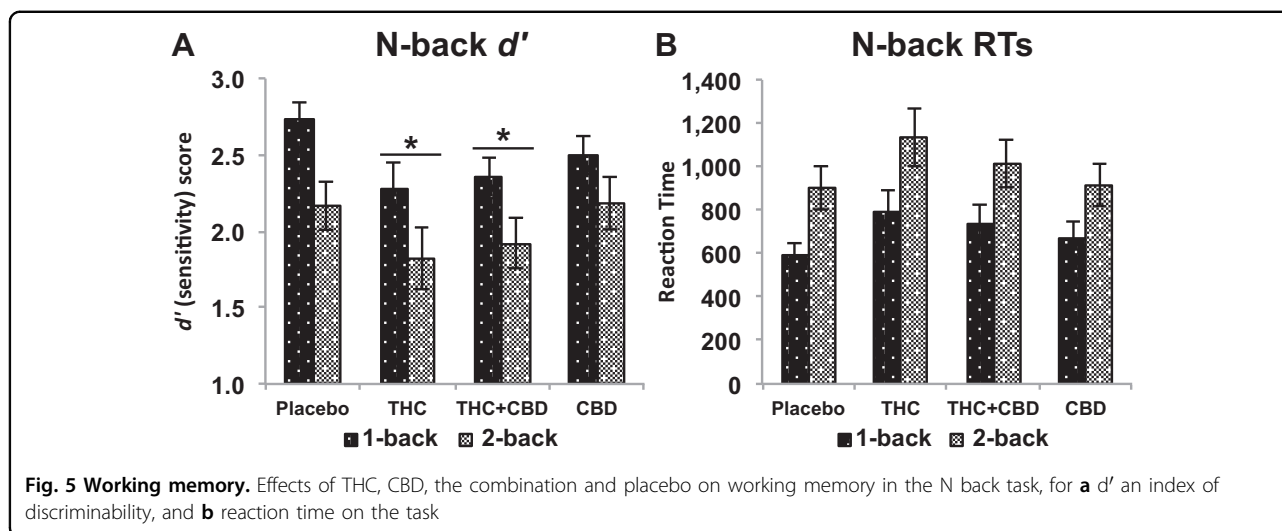 A N-back d′
3.0
2.5
2.0
1.5
1.0
d′ (sensitivity) score
* *
Placebo THC THC+CBD CBD
1-back 2-back
B N-back RTs
1,400
1,200
1,000
800
600
400
200
0
Reaction Time
Placebo THC THC+CBD CBD
1-back 2-back
Fig. 5 Working memory. Effects of THC, CBD, the combination and placebo on working memory in the N back task, for a d′ an index of
discriminability, and b reaction time on the task